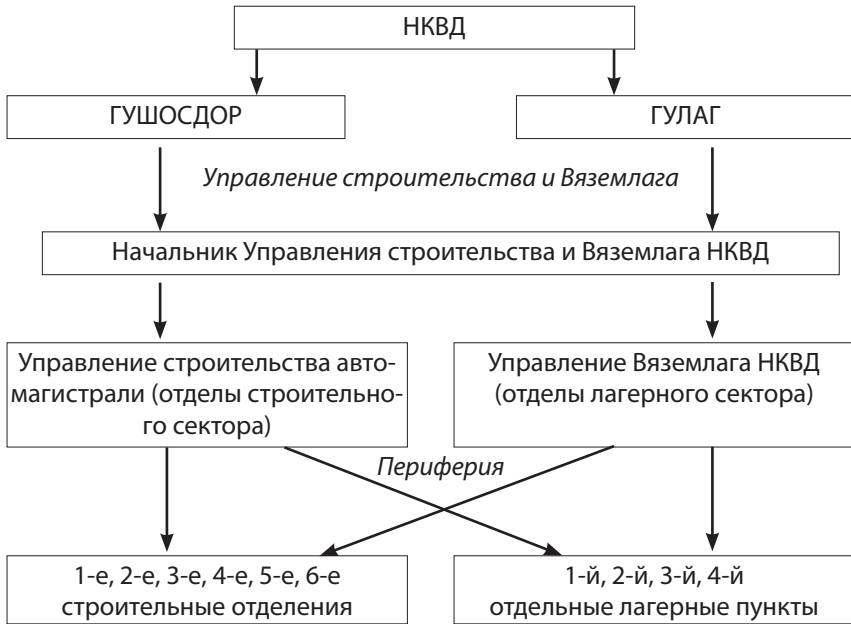 НКВД
ГУШОСДОР
ГУЛАГ
Управление строительства и Вяземлага
Начальник Управления строительства и Вяземлага НКВД
Управление строительства авто-
магистрали (отделы строительно-
го сектора)
Управление Вяземлага НКВД
(отделы лагерного сектора)
Периферия
1-е, 2-е, 3-е, 4-е, 5-е, 6-е
строительные отделения
1-й, 2-й, 3-й, 4-й
отдельные лагерные пункты